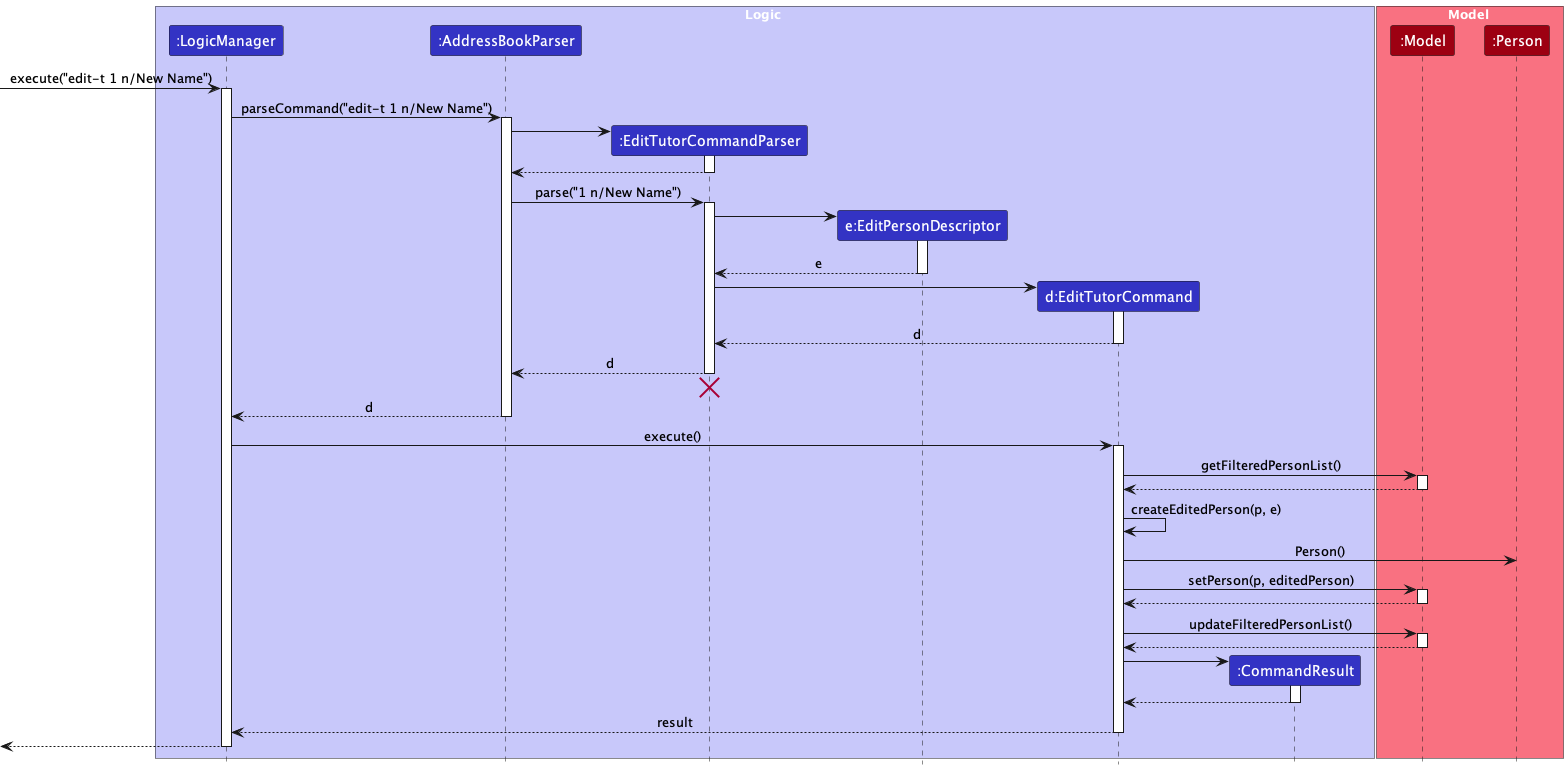 Logic
Model
:LogicManager
:AddressBookParser
:Model
:Person
execute("edit-t 1 n/New Name")
parseCommand("edit-t 1 n/New Name")
:EditTutorCommandParser
parse("1 n/New Name")
e:EditPersonDescriptor
e
d:EditTutorCommand
d
d
d
execute()
getFilteredPersonList()
createEditedPerson(p, e)
Person()
setPerson(p, editedPerson)
updateFilteredPersonList()
:CommandResult
result